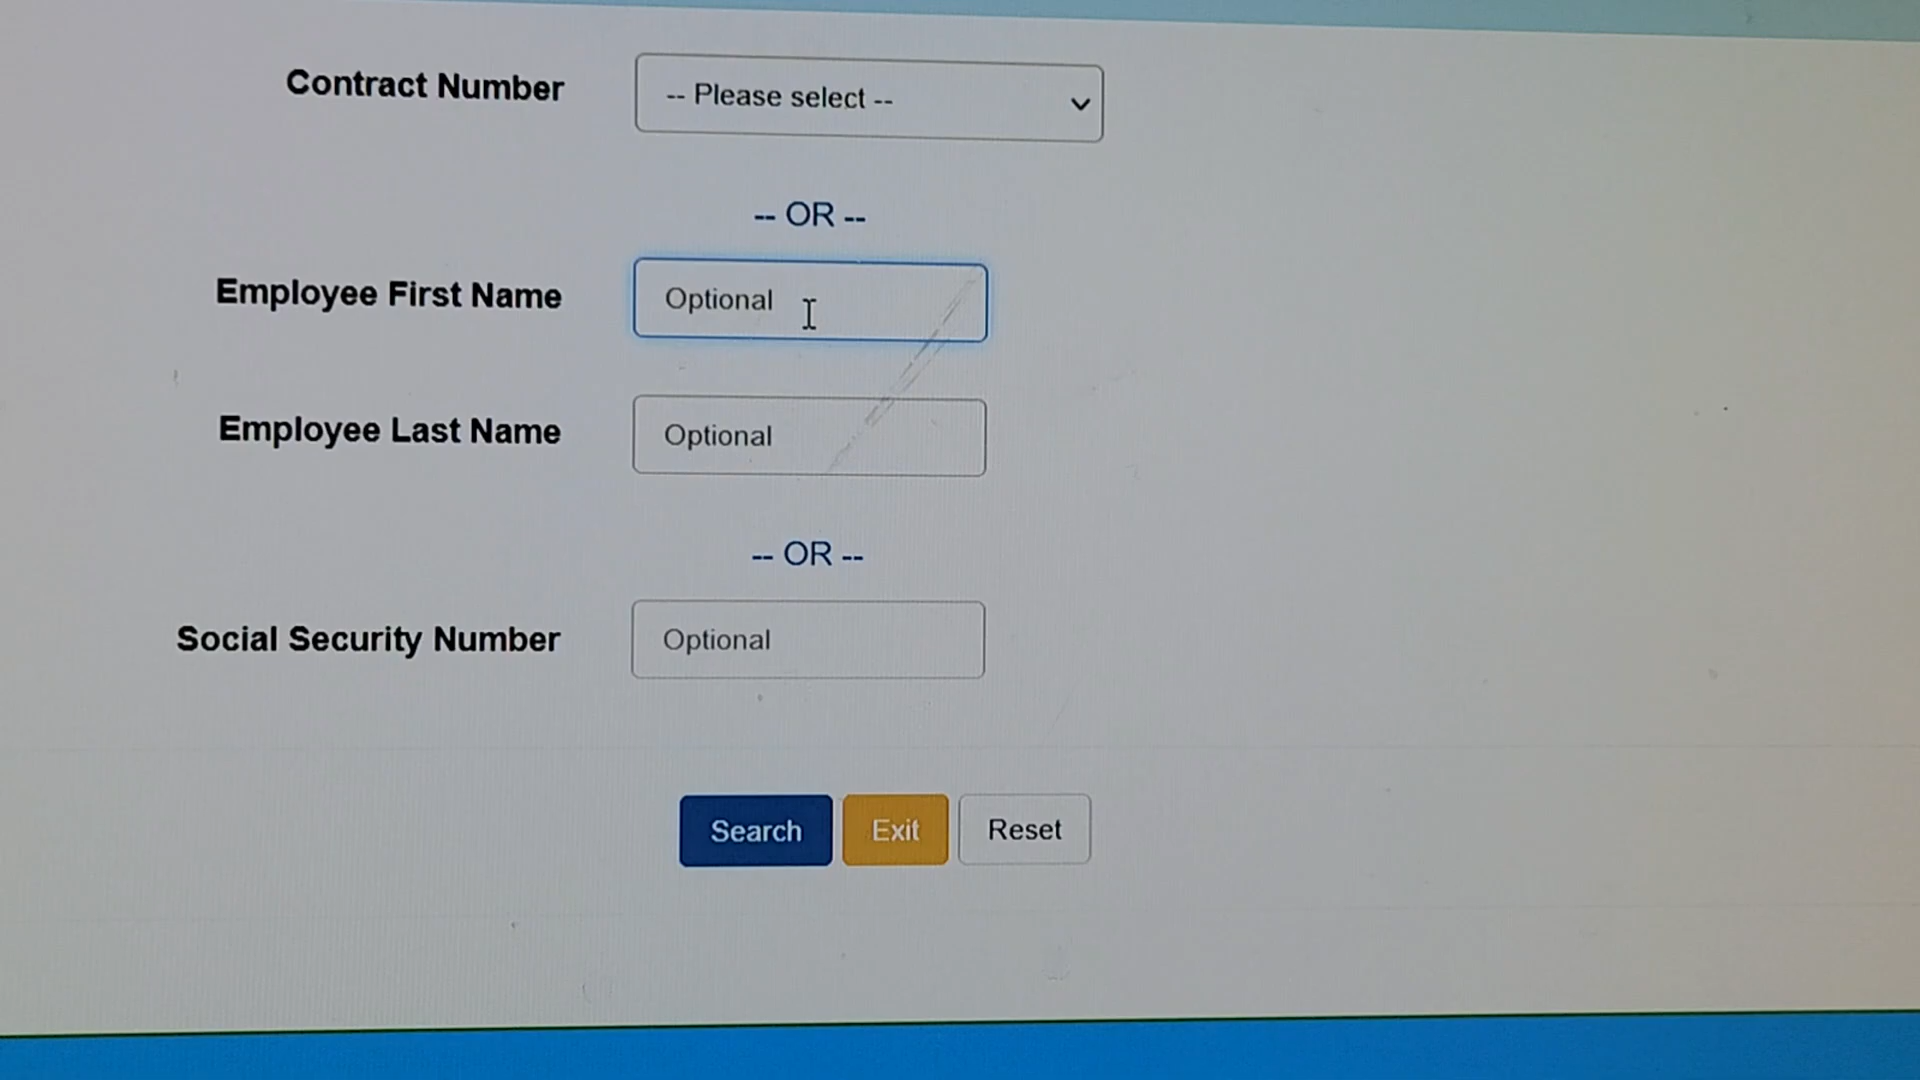 Contract Number
-- Please select --
-- OR --
Employee First Name
Optional
Employee Last Name
Optional
-- OR --
Social Security Number
Optional
Search
Exit
Reset